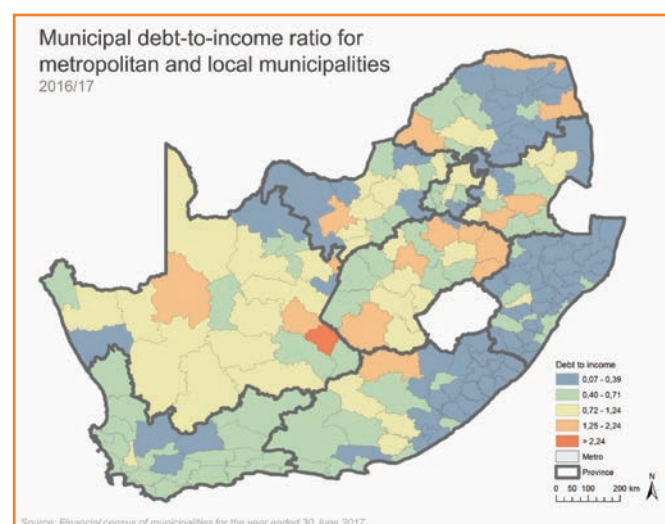 Municipal debt-to-income ratio for
metropolitan and local municipalities
2016/17
Debt to income
0,07 - 0,39
0,40 - 0,71
0,72 - 1,24
1,25 - 2,24
> 2,24
Metro
Province
N
0 50 100 200 km
Source: Financial census of municipalities for the year ended 30 June 2017